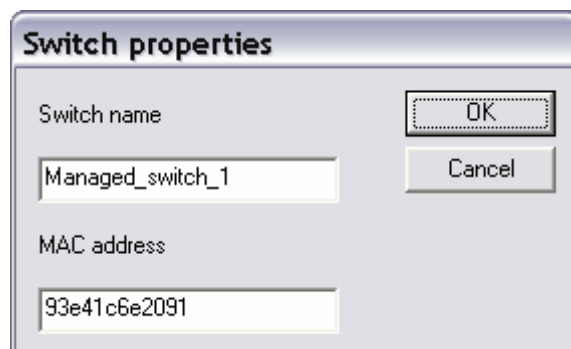 Switch properties
Switch name
OK
Managed_switch_1
Cancel
MAC address
93e41c6e2091